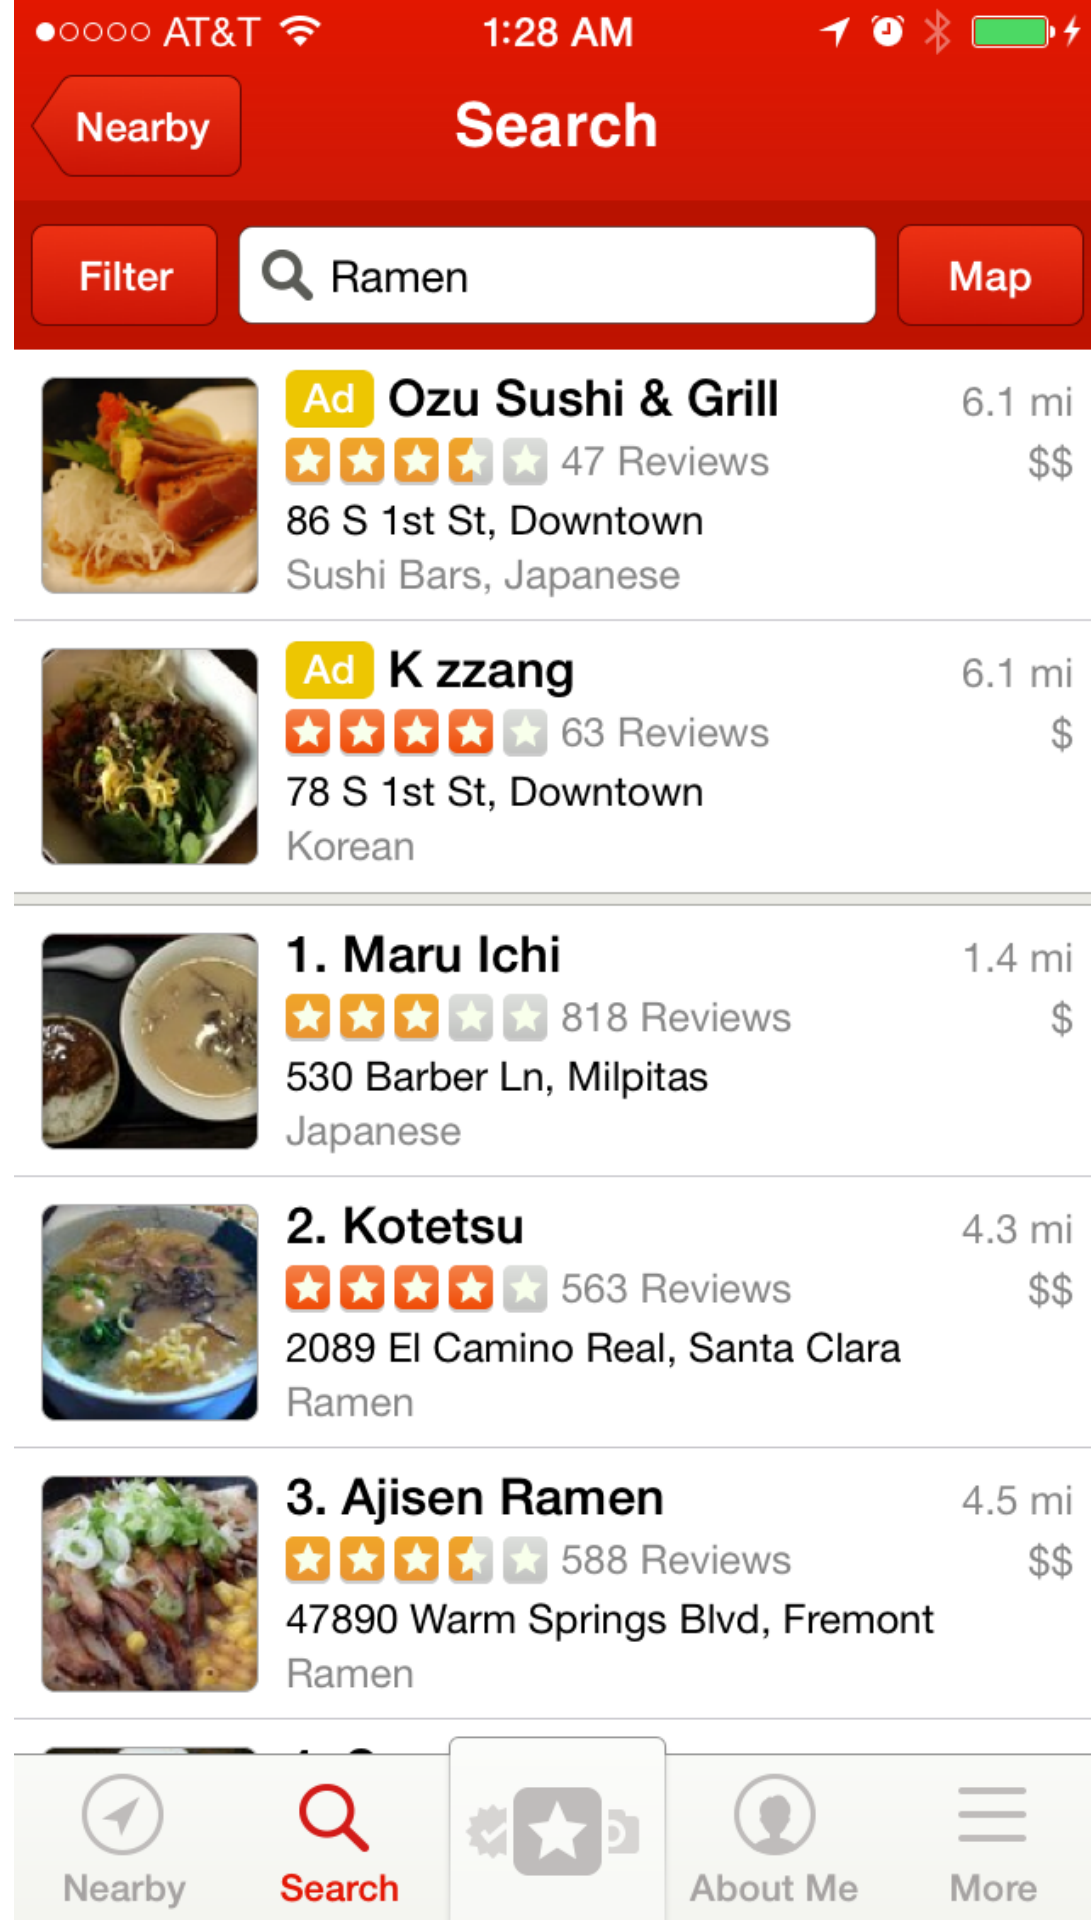 AT&T 1:28 AM
Nearby Search
Filter Ramen Map
Ad Ozu Sushi & Grill 6.1 mi
47 Reviews $$
86 S 1st St, Downtown
Sushi Bars, Japanese
Ad K zzang 6.1 mi
63 Reviews $
78 S 1st St, Downtown
Korean
1. Maru Ichi 1.4 mi
818 Reviews $
530 Barber Ln, Milpitas
Japanese
2. Kotetsu 4.3 mi
563 Reviews $$
2089 El Camino Real, Santa Clara
Ramen
3. Ajisen Ramen 4.5 mi
588 Reviews $$
47890 Warm Springs Blvd, Fremont
Ramen
Nearby Search About Me More